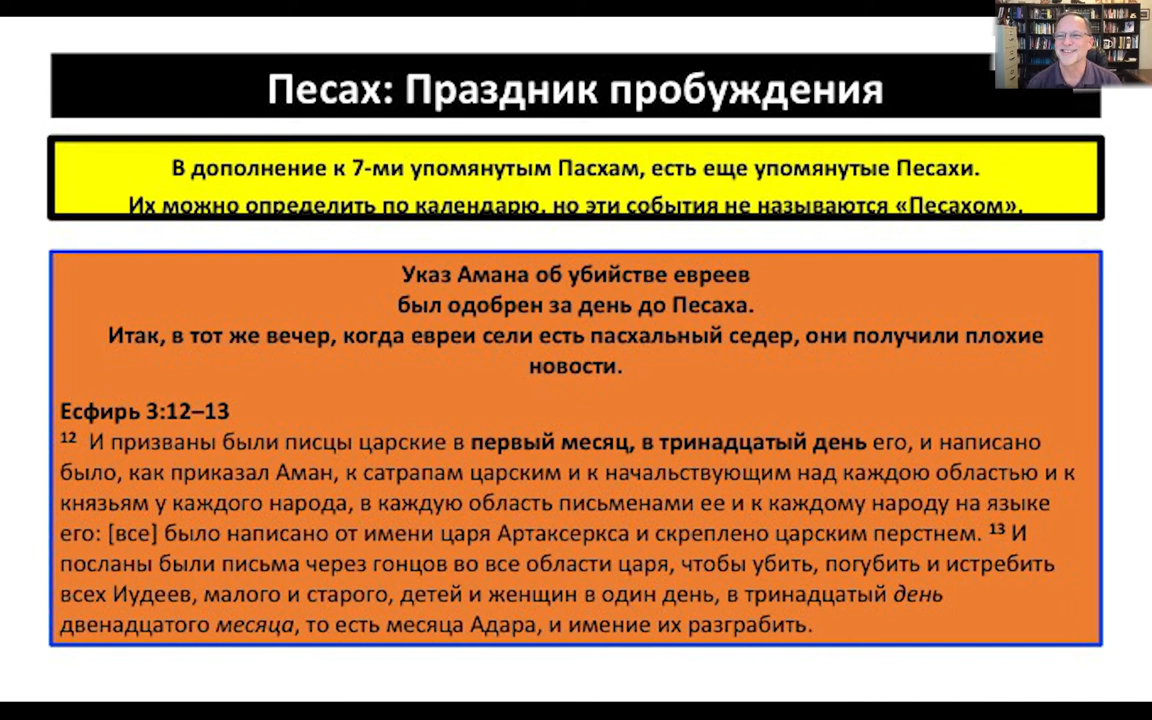 Песах: Праздник пробуждения
В дополнение к 7-ми упомянутым Пасхам, есть еще упомянутые Песахи.
Их можно определить по календарю, но эти события не называются «Песахом».
Указ Амана об убийстве евреев
был одобрен за день до Песаха.
Итак, в тот же вечер, когда евреи сели есть пасхальный седер, они получили плохие
новости.
Есфирь 3:12–13
¹² И призваны были писцы царские в первый месяц, в тринадцатый день его, и написано
было, как приказал Аман, к сатрапам царским и к начальствующим над каждою областью и к
князьям у каждого народа, в каждую область письменами ее и к каждому народу на языке
его: [все] было написано от имени царя Артаксеркса и скреплено царским перстнем. ¹³ И
посланы были письма через гонцов во все области царя, чтобы убить, погубить и истребить
всех Иудеев, малого и старого, детей и женщин в один день, в тринадцатый день
двенадцатого месяца, то есть месяца Адара, и имение их разграбить.